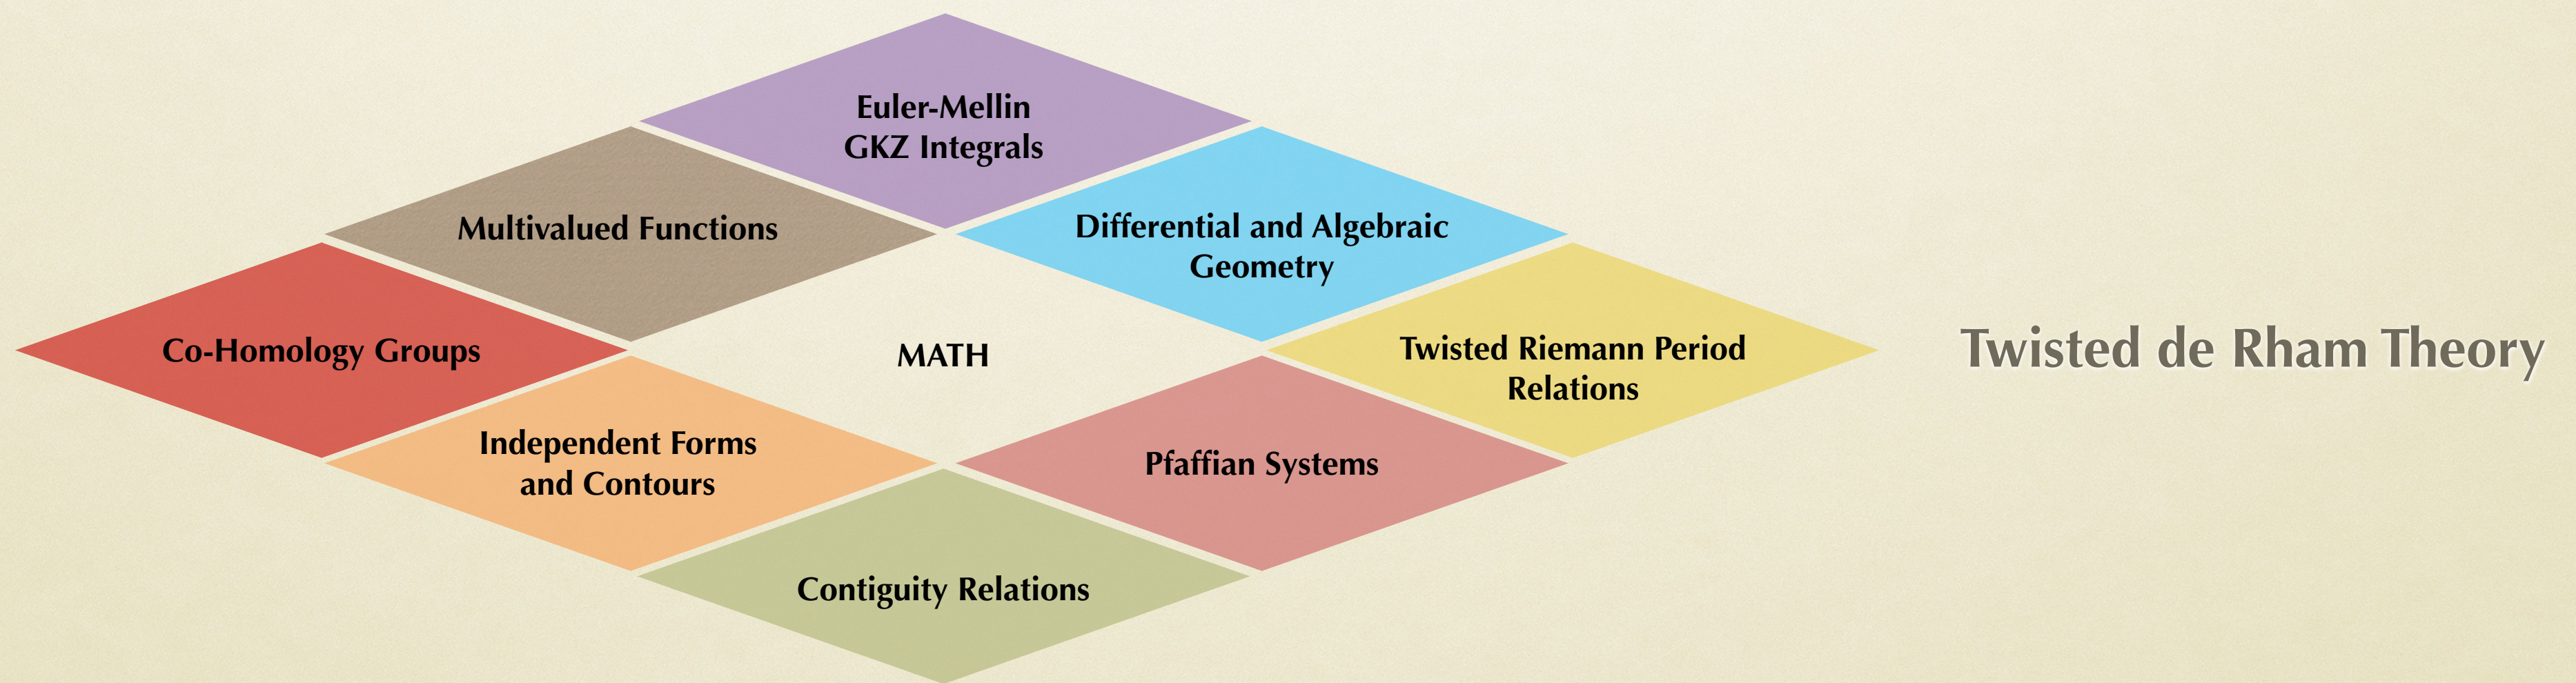 Euler-Mellin
GKZ Integrals
Multivalued Functions
Differential and Algebraic
Geometry
Co-Homology Groups
MATH
Twisted Riemann Period
Relations
Twisted de Rham Theory
Independent Forms
and Contours
Pfaffian Systems
Contiguity Relations